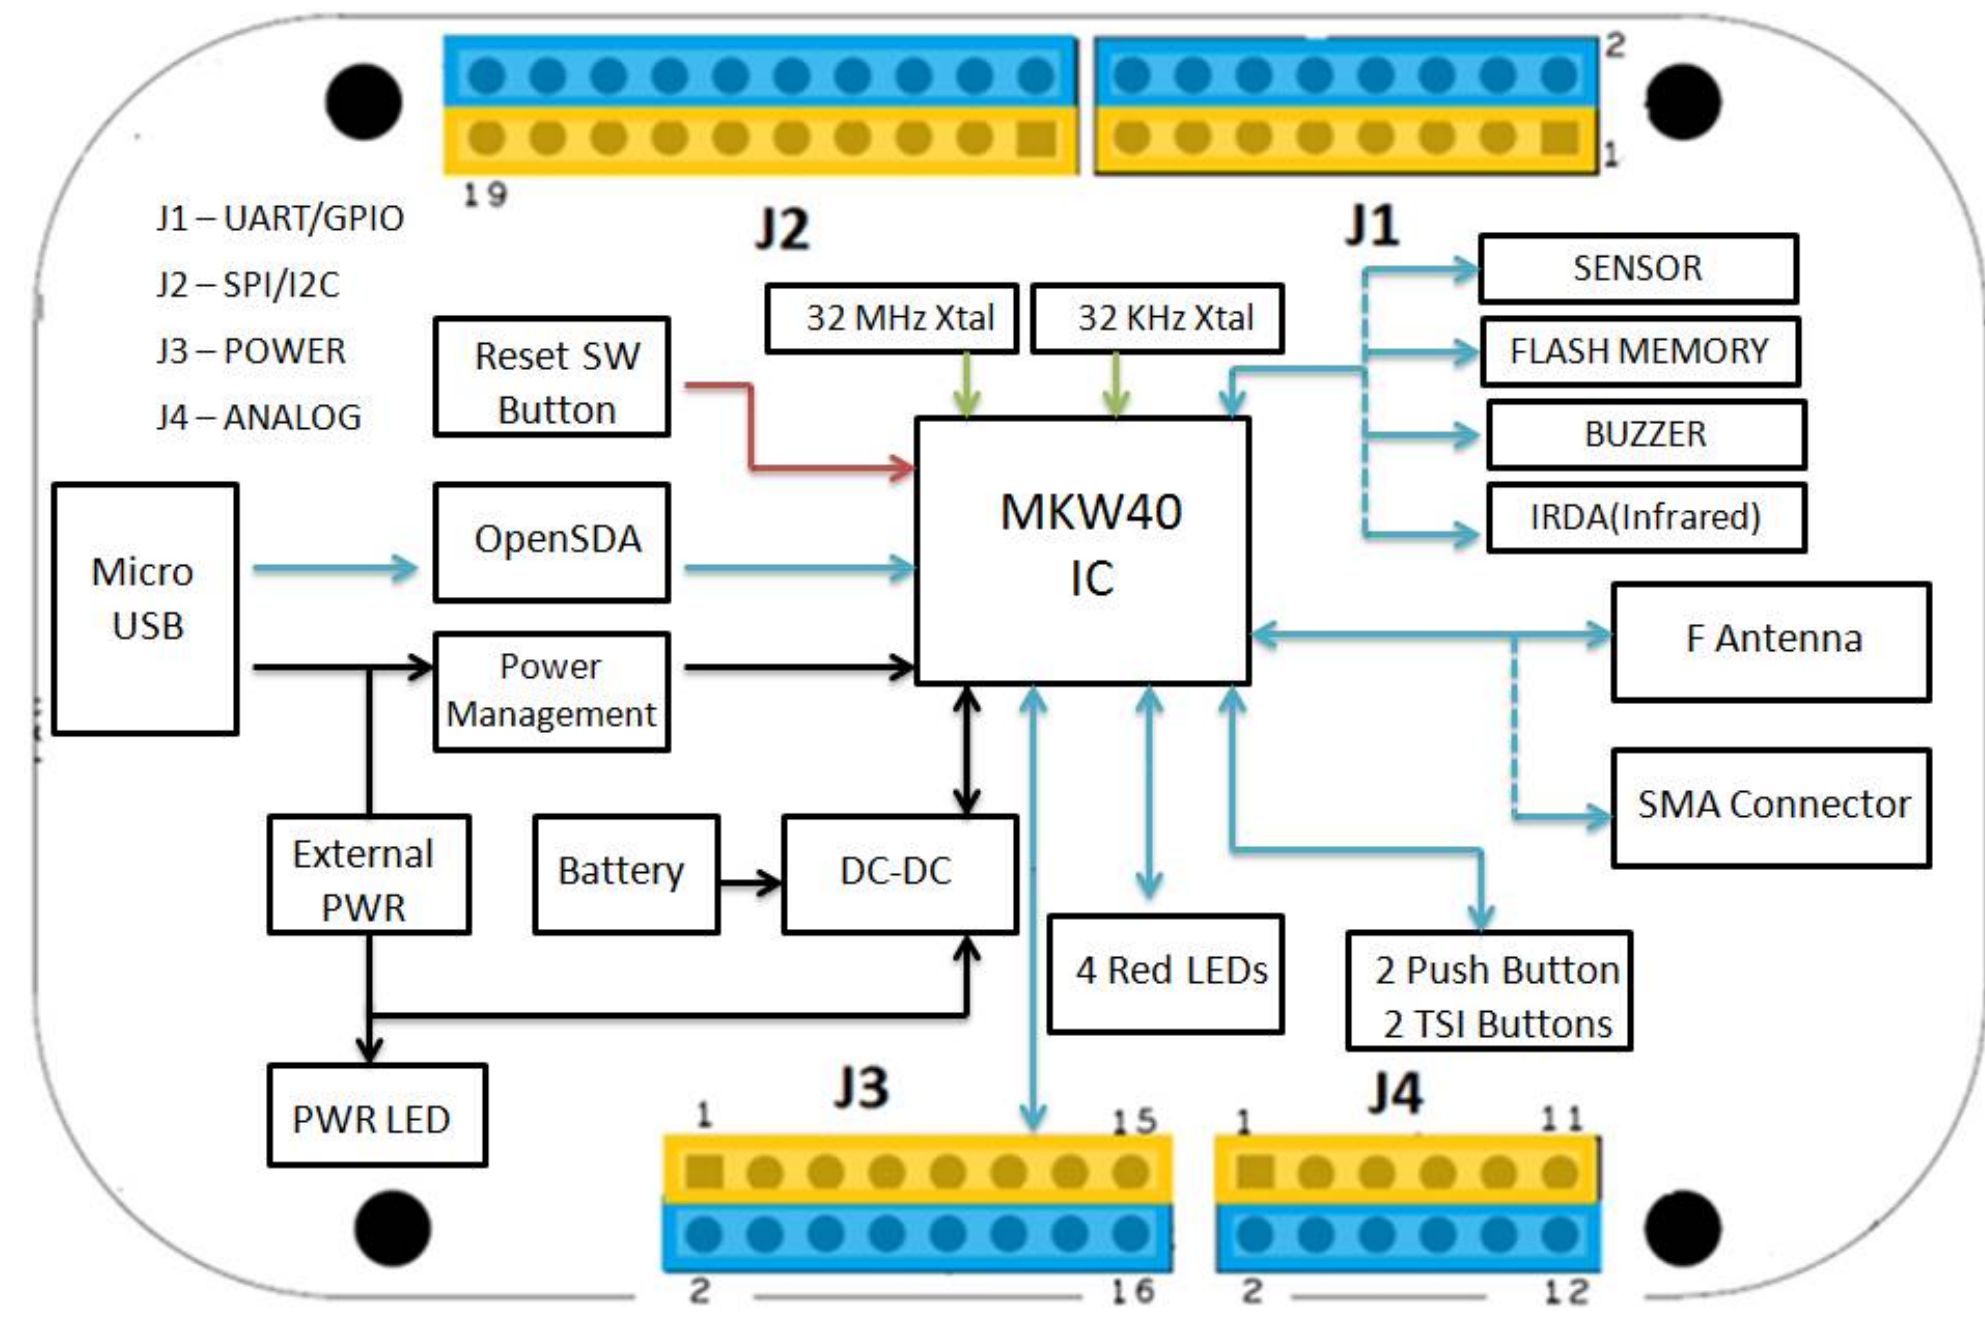 2
1
19
J2
J1
J1 – UART/GPIO
J2 – SPI/I2C
J3 – POWER
J4 – ANALOG
Reset SW
Button
32 MHz Xtal
32 KHz Xtal
SENSOR
FLASH MEMORY
BUZZER
IRDA(Infrared)
Micro
USB
OpenSDA
MKW40
IC
Power
Management
F Antenna
SMA Connector
External
PWR
Battery
DC-DC
4 Red LEDs
2 Push Button
2 TSI Buttons
PWR LED
J3
J4
1
15
1
11
2
16
2
12